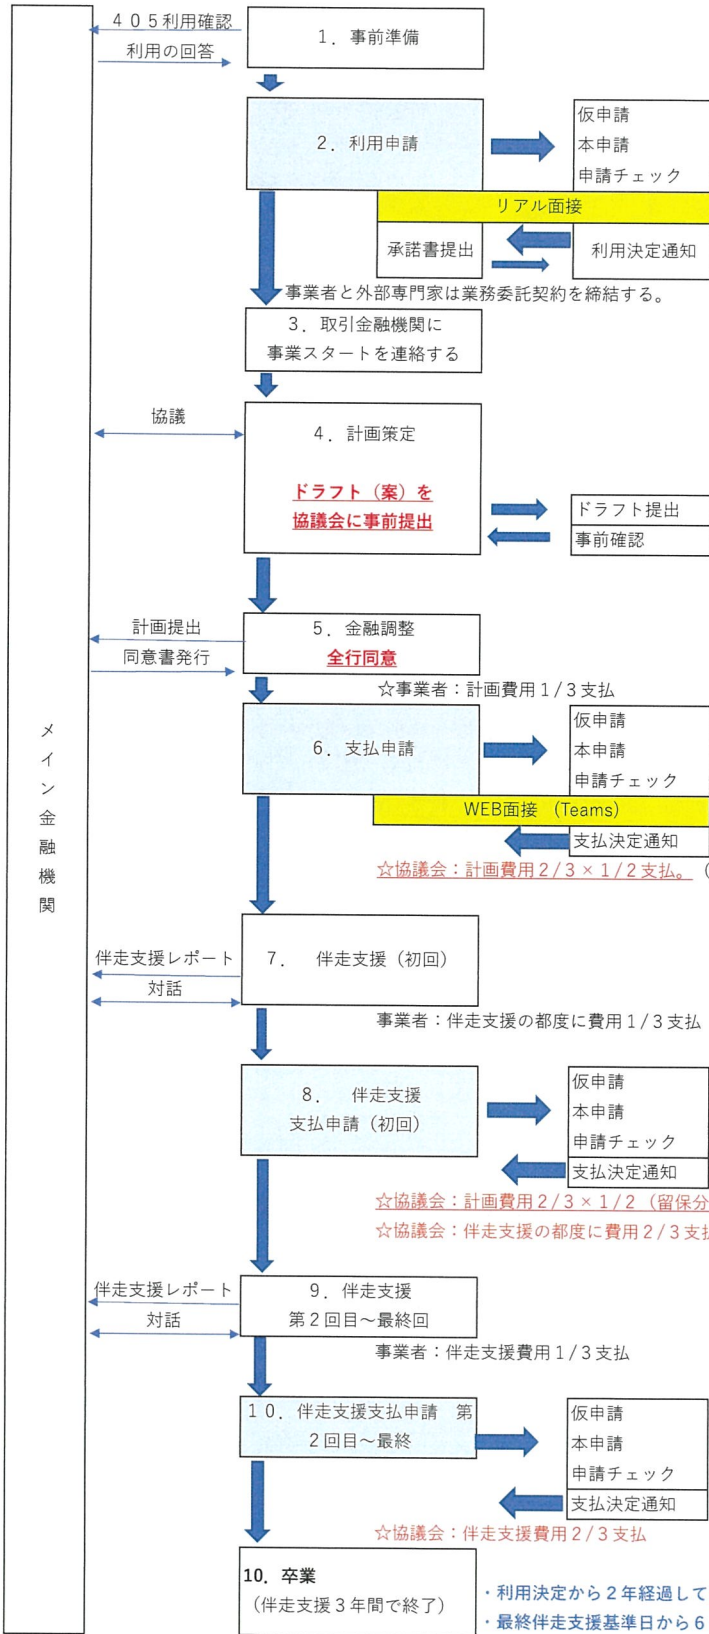 ４０５利用確認
利用の回答
１．事前準備
２．利用申請
仮申請
本申請
申請チェック
リアル面接
承諾書提出
利用決定通知
事業者と外部専門家は業務委託契約を締結する。
３．取引金融機関に
事業スタートを連絡する
協議
４．計画策定
ドラフト（案）を
協議会に事前提出
ドラフト提出
事前確認
計画提出
同意書発行
５．金融調整
全行同意
☆事業者：計画費用１/３支払
６．支払申請
仮申請
本申請
申請チェック
WEB面接　（Teams）
支払決定通知
☆協議会：計画費用２/３×１/２支払。（
メイン金融機関
伴走支援レポート
対話
７．　伴走支援（初回）
事業者：伴走支援の都度に費用１/３支払
８．　伴走支援
支払申請（初回）
仮申請
本申請
申請チェック
支払決定通知
☆協議会：計画費用２/３×１/２（留保分
☆協議会：伴走支援の都度に費用２/３支払
伴走支援レポート
対話
９．伴走支援
第２回目～最終回
事業者：伴走支援費用１/３支払
１０．伴走支援支払申請　第
２回目～最終
仮申請
本申請
申請チェック
支払決定通知
☆協議会：伴走支援費用２/３支払
10．卒業
（伴走支援３年間で終了）
・利用決定から２年経過して
・最終伴走支援基準日から６